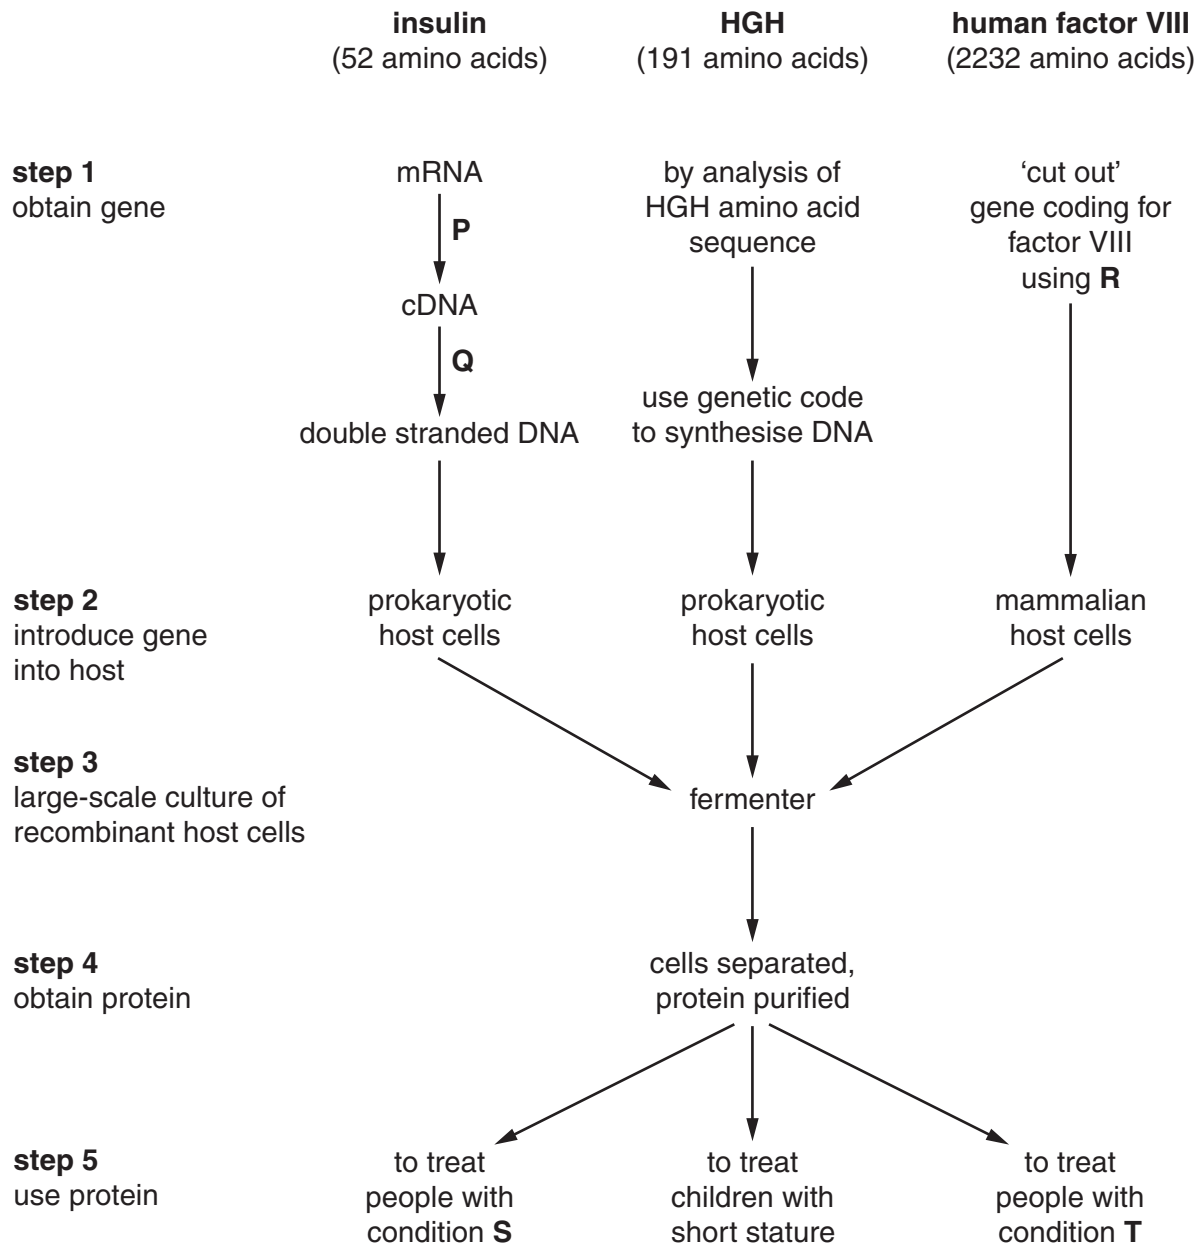 insulin
(52 amino acids)
HGH
(191 amino acids)
human factor VIII
(2232 amino acids)
step 1
obtain gene
mRNA
P
cDNA
Q
double stranded DNA
by analysis of
HGH amino acid
sequence
use genetic code
to synthesise DNA
‘cut out’
gene coding for
factor VIII
using R
step 2
introduce gene
into host
prokaryotic
host cells
prokaryotic
host cells
mammalian
host cells
step 3
large-scale culture of
recombinant host cells
fermenter
step 4
obtain protein
cells separated,
protein purified
step 5
use protein
to treat
people with
condition S
to treat
children with
short stature
to treat
people with
condition T